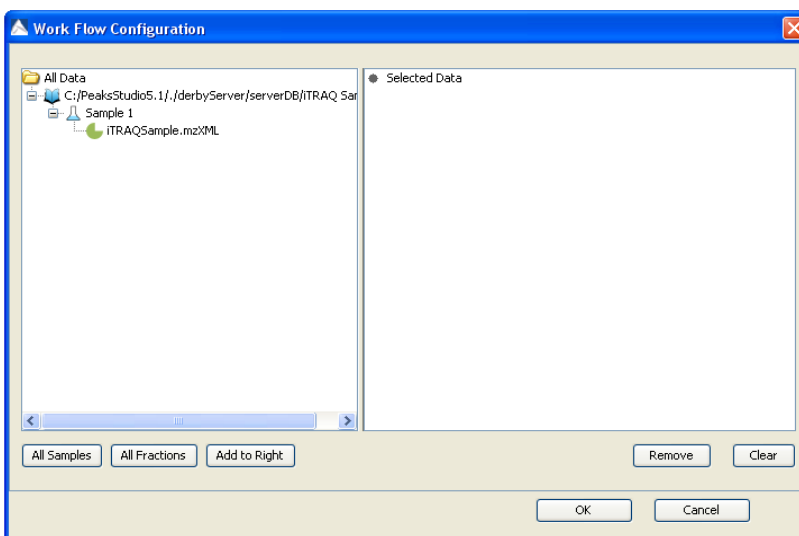 Work Flow Configuration
All Data
C:/PeaksStudio5.1/./derbyServer/serverDB/iTRAQ Sar
Sample 1
iTRAQSample.mzXML
Selected Data
All Samples
All Fractions
Add to Right
Remove
Clear
OK
Cancel